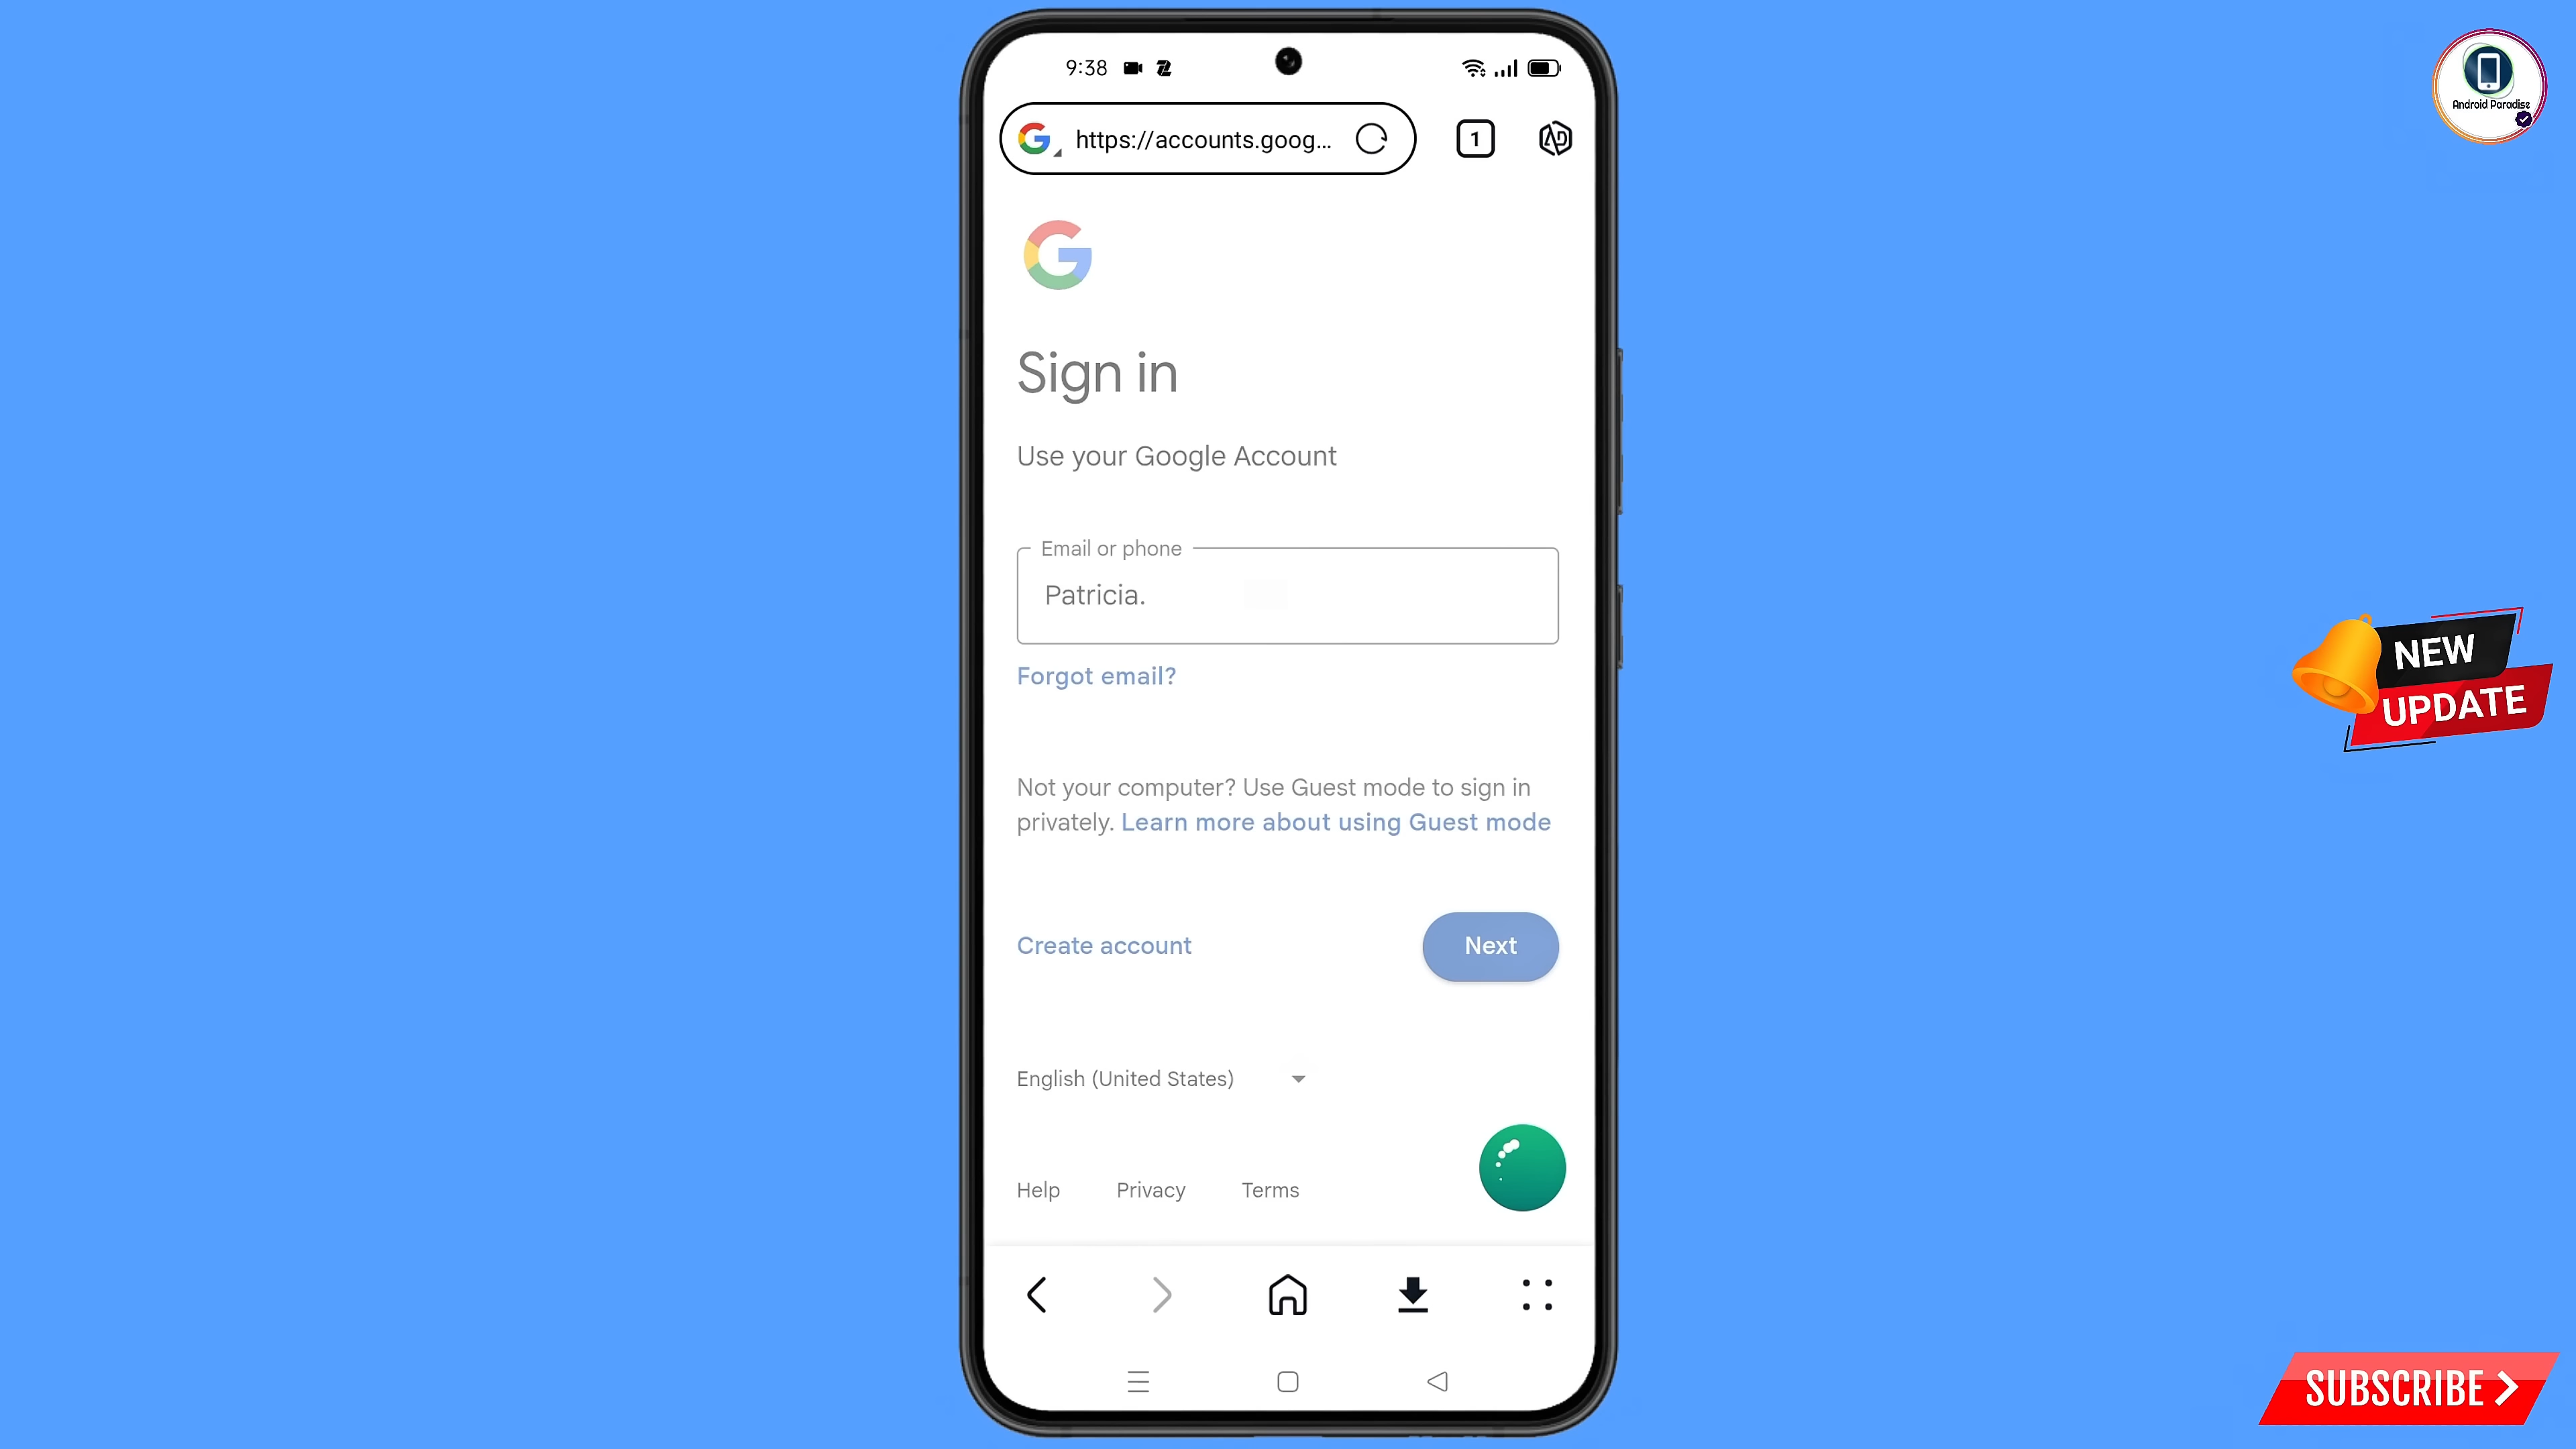 9:38
https://accounts.goog...
1
Android Paradise
Sign in
Use your Google Account
Email or phone
Patricia.
Forgot email?
NEW
UPDATE
Not your computer? Use Guest mode to sign in
privately. Learn more about using Guest mode
Create account
Next
English (United States)
Help
Privacy
Terms
SUBSCRIBE